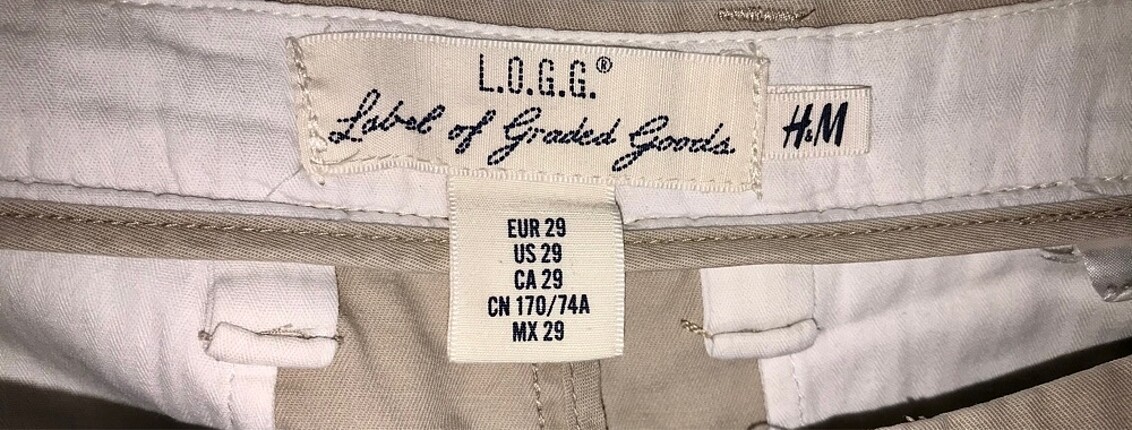 L.O.G.G.®
Label of Graded Goods
H&M
EUR 29
US 29
CA 29
CN 170/74A
MX 29